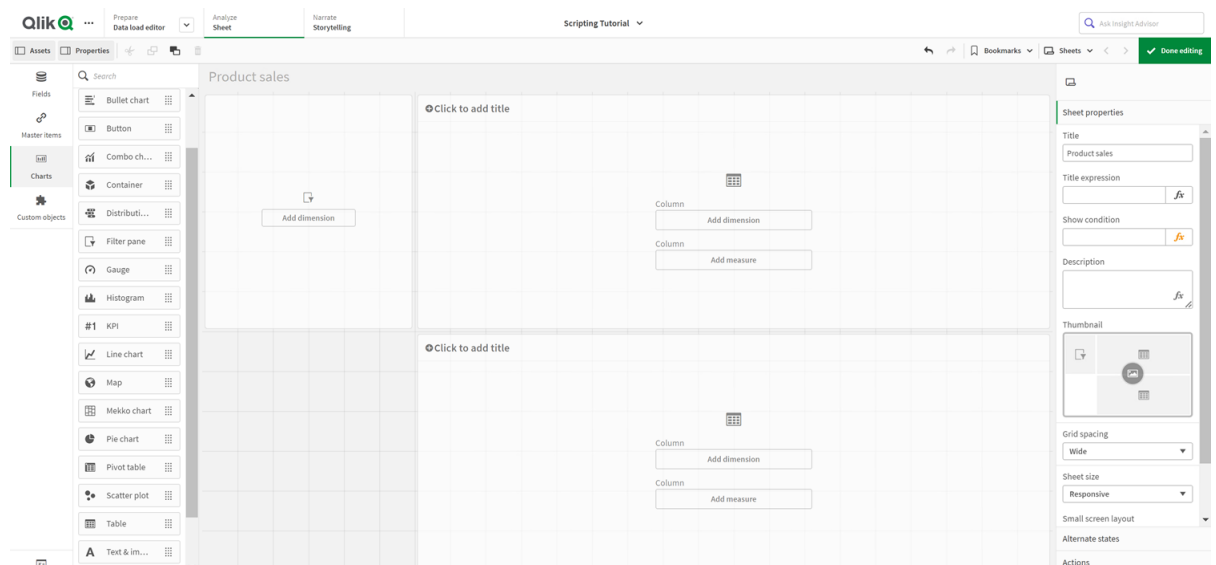 Qlik
Prepare
Data load editor
Analyze
Sheet
Narrate
Storytelling
Scripting Tutorial
Ask Insight Advisor
Assets
Properties
Bookmarks
Sheets
Done editing
Fields
Master items
Charts
Custom objects
Search
Bullet chart
Button
Combo ch...
Container
Distributi...
Filter pane
Gauge
Histogram
#1 KPI
Line chart
Map
Mekko chart
Pie chart
Pivot table
Scatter plot
Table
A Text & im...
Product sales
Add dimension
Click to add title
Column
Add dimension
Column
Add measure
Click to add title
Column
Add dimension
Column
Add measure
Sheet properties
Title
Product sales
Title expression
fx
Show condition
fx
Description
fx
Thumbnail
Grid spacing
Wide
Sheet size
Responsive
Small screen layout
Alternate states
Actions